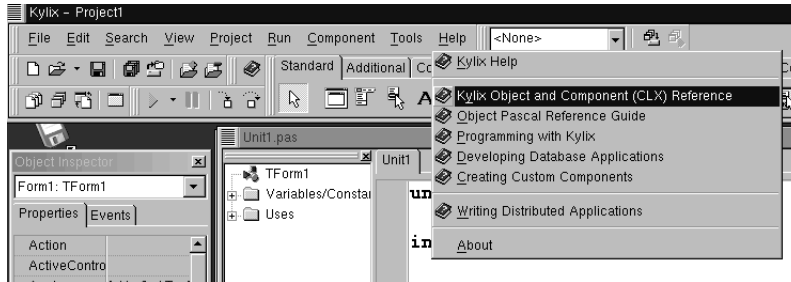 Kylix – Project1
File Edit Search View Project Run Component Tools Help <None>
Standard Additional
Kylix Help
Kylix Object and Component (CLX) Reference
Object Pascal Reference Guide
Programming with Kylix
Developing Database Applications
Creating Custom Components
Writing Distributed Applications
About
Unit1.pas
Object Inspector
Form1: TForm1
Properties Events
Action
ActiveContro
TForm1
Variables/Constar
Uses
Unit1
un
in